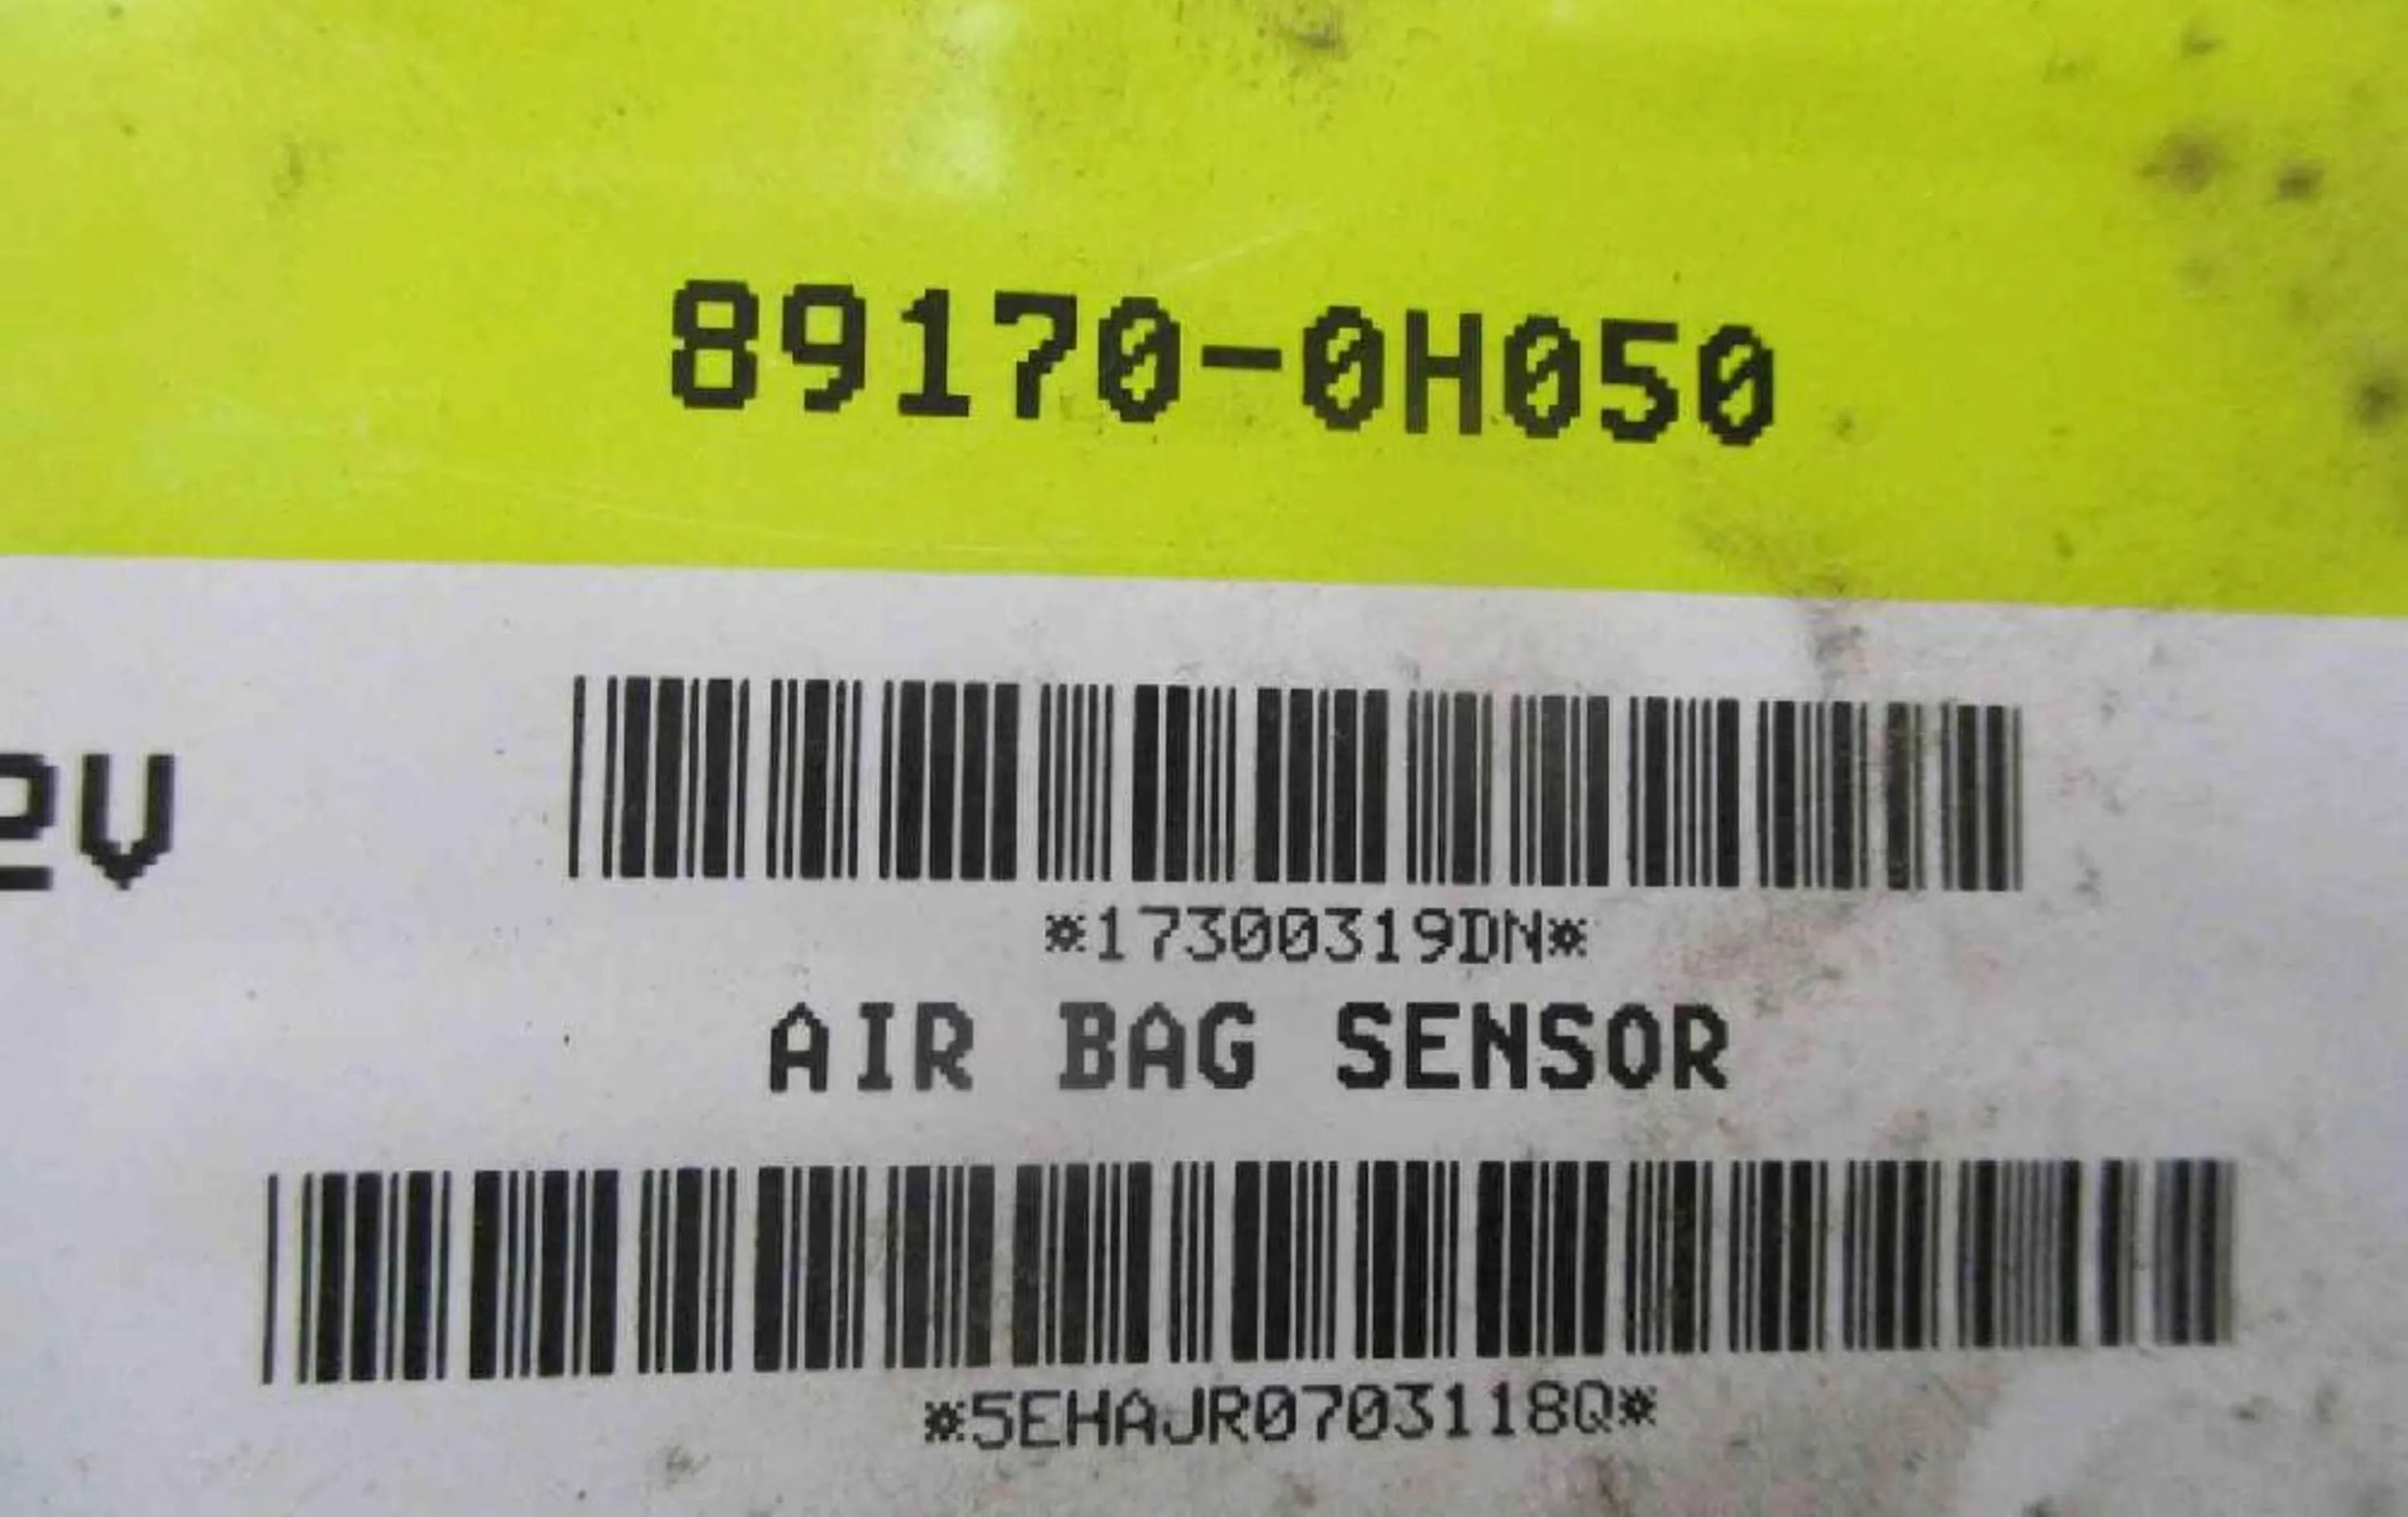 89170-0H050
2V
*17300319DN*
AIR BAG SENSOR
*5EHAJR0703118Q*